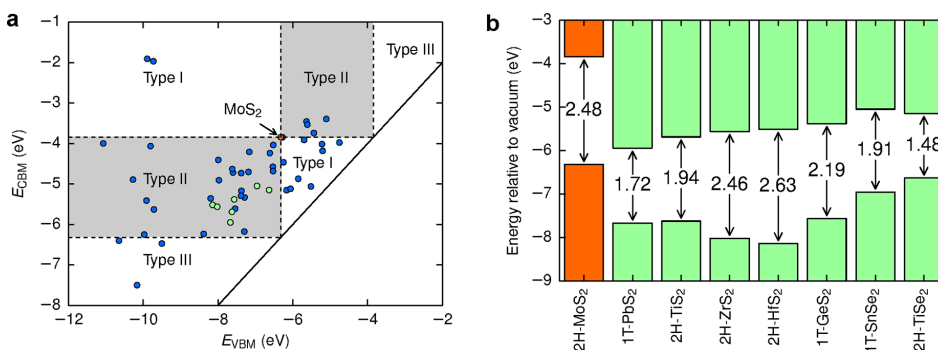 a
−1
−2
−3
−4
−5
−6
−7
−8
E_CBM (eV)
Type I
Type II
Type III
MoS₂
Type I
Type II
Type III
−12
−10
−8
−6
−4
−2
E_VBM (eV)
b
−3
−4
−5
−6
−7
−8
−9
Energy relative to vacuum (eV)
2.48
1.72
1.94
2.46
2.63
2.19
1.91
1.48
2H-MoS₂
1T-PbS₂
2H-TiS₂
2H-ZrS₂
2H-HfS₂
1T-GeS₂
1T-SnSe₂
2H-TiSe₂